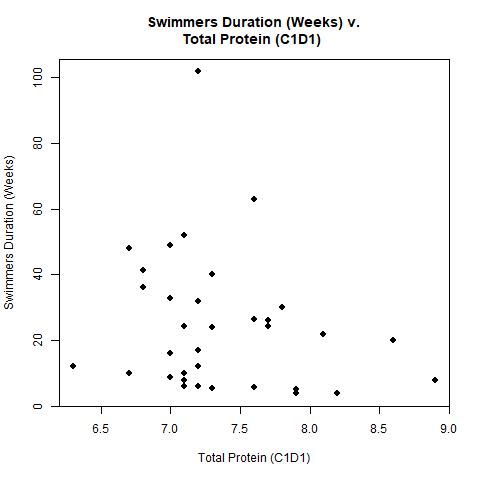 Swimmers Duration (Weeks) v.
Total Protein (C1D1)
Swimmers Duration (Weeks)
100
80
60
40
20
0
6.5 7.0 7.5 8.0 8.5 9.0
Total Protein (C1D1)